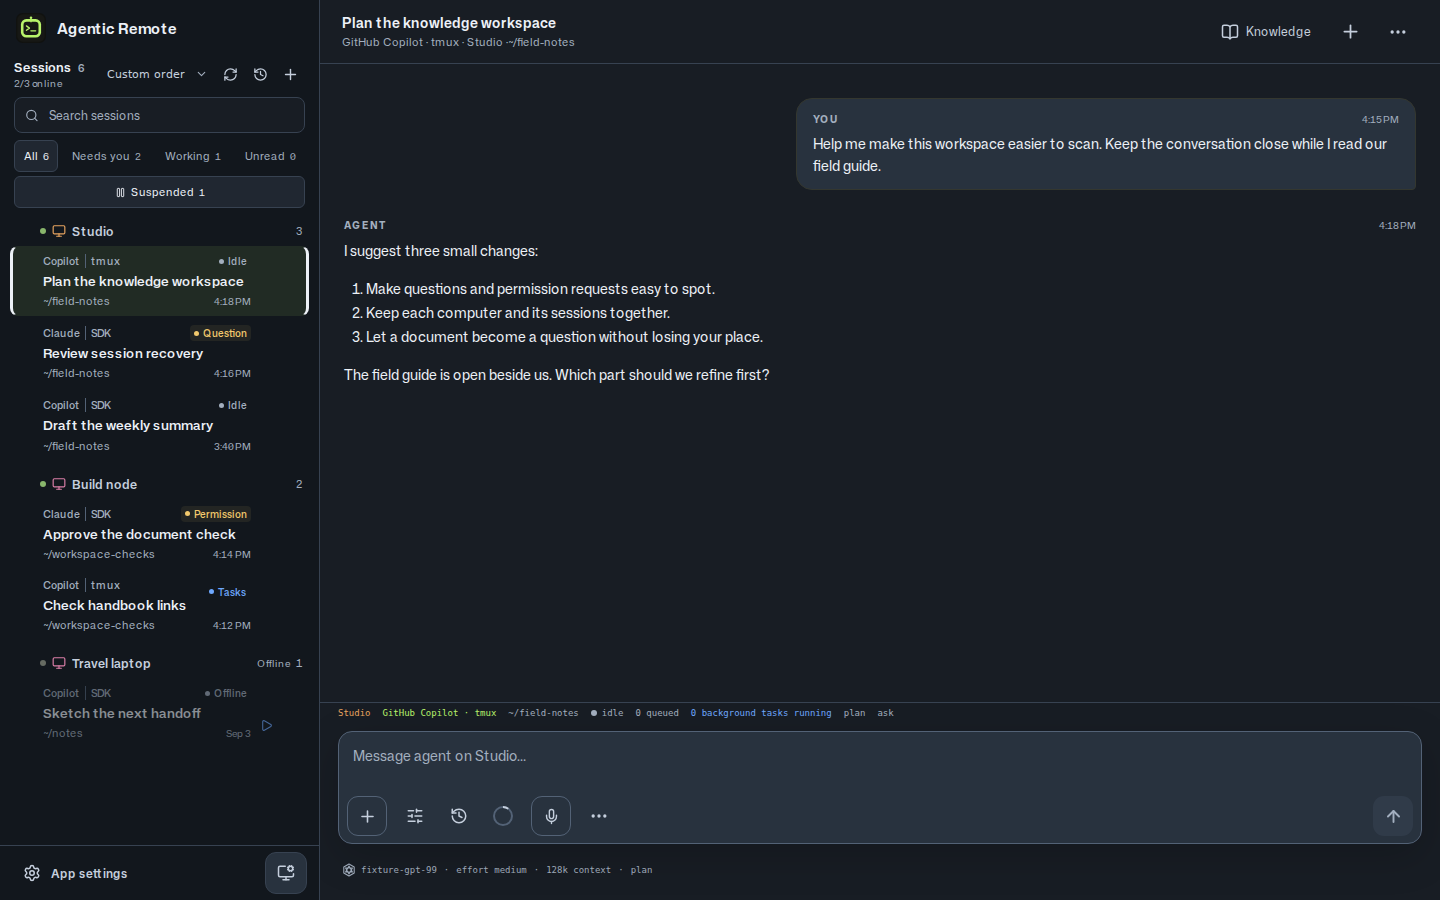 Agentic Remote
Sessions 6
2/3 online
Custom order
Search sessions
All 6
Needs you 2
Working 1
Unread 0
Suspended 1
Studio 3
Copilot | tmux Idle
Plan the knowledge workspace
~/field-notes 4:18 PM
Claude | SDK Question
Review session recovery
~/field-notes 4:16 PM
Copilot | SDK Idle
Draft the weekly summary
~/field-notes 3:40 PM
Build node 2
Claude | SDK Permission
Approve the document check
~/workspace-checks 4:14 PM
Copilot | tmux Tasks
Check handbook links
~/workspace-checks 4:12 PM
Travel laptop Offline 1
Copilot | SDK Offline
Sketch the next handoff
~/notes Sep 3
App settings
Plan the knowledge workspace
GitHub Copilot · tmux · Studio · ~/field-notes
Knowledge
YOU 4:15 PM
Help me make this workspace easier to scan. Keep the conversation close while I read our
field guide.
AGENT 4:18 PM
I suggest three small changes:
1. Make questions and permission requests easy to spot.
2. Keep each computer and its sessions together.
3. Let a document become a question without losing your place.
The field guide is open beside us. Which part should we refine first?
Studio GitHub Copilot · tmux ~/field-notes idle 0 queued 0 background tasks running plan ask
Message agent on Studio...
fixture-gpt-99 · effort medium · 128k context · plan